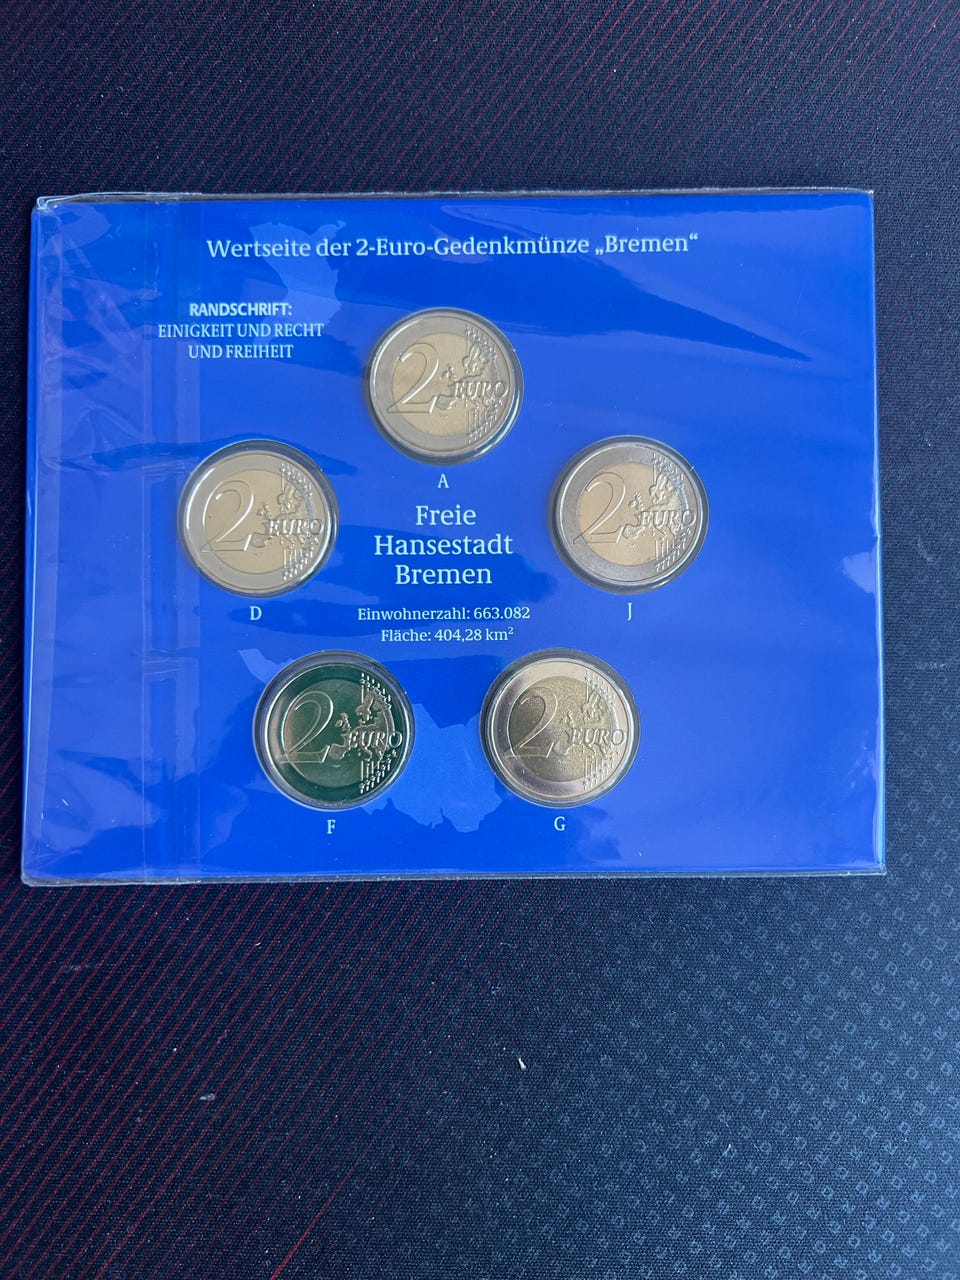 Wertseite der 2-Euro-Gedenkmünze „Bremen“
RANDSCHRIFT:
EINIGKEIT UND RECHT
UND FREIHEIT
2 EURO
A
2 EURO
D
Freie
Hansestadt
Bremen
2 EURO
J
Einwohnerzahl: 663.082
Fläche: 404,28 km²
2 EURO
F
2 EURO
G